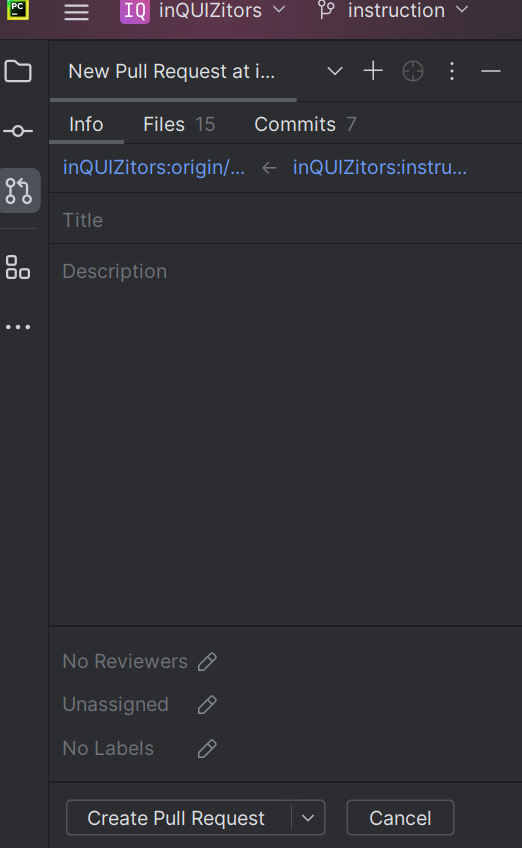 PC
IQ inQUIZitors instruction
New Pull Request at i...
Info Files 15 Commits 7
inQUIZitors:origin/... ← inQUIZitors:instru...
Title
Description
No Reviewers
Unassigned
No Labels
Create Pull Request Cancel